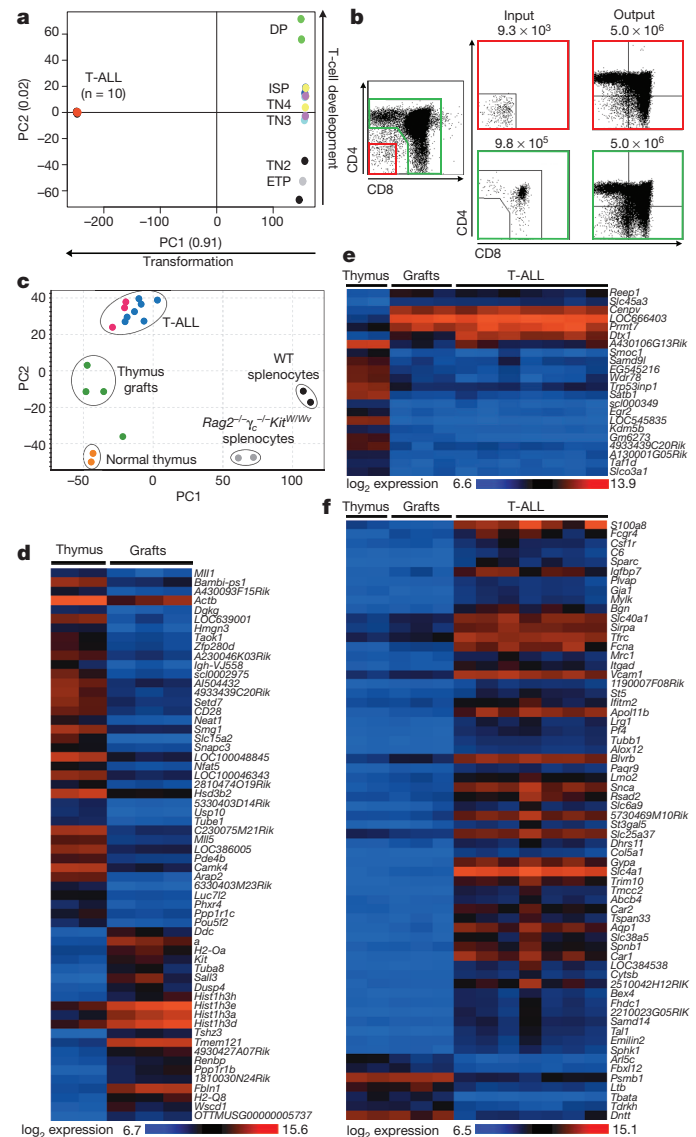 a
PC2 (0.02)
60
40
20
0
−20
−40
−60
T-ALL
(n = 10)
DP
ISP
TN4
TN3
TN2
ETP
T-cell development
−200
−100
0
100
PC1 (0.91)
Transformation
b
Input
9.3 × 10³
Output
5.0 × 10⁶
9.8 × 10⁵
5.0 × 10⁶
CD4
CD8
CD4
CD8
c
PC2
40
20
0
−20
−40
T-ALL
Thymus
grafts
WT
splenocytes
Rag2⁻/⁻γc⁻/⁻Kit^W/Wv
splenocytes
Normal thymus
−50
0
50
100
PC1
d
Thymus
Grafts
Mll1
Bambi-ps1
A430093F15Rik
Actb
Dgkg
LOC639001
Hmgn3
Taok1
Zfp280d
A230046K03Rik
Igh-VJ558
scl0002975
AI504432
4933439C20Rik
Setd7
CD28
Neat1
Smg1
Slc15a2
Snapc3
LOC100048845
Nfat5
LOC100046343
2810474O19Rik
Hsd3b2
5330403D14Rik
Usp10
Tube1
C230075M21Rik
Mll5
LOC386005
Pde4b
Camk4
Arap2
6330403M23Rik
Luc7l2
Phxr4
Ppp1r1c
Pou5f2
Ddc
a
H2-Oa
Kit
Tuba8
Sall3
Dusp4
Hist1h3h
Hist1h3e
Hist1h3a
Hist1h3d
Tshz3
Tmem121
4930427A07Rik
Renbp
Ppp1r1b
1810030N24Rik
Fbln1
H2-Q8
Wscd1
OTTMUSG00000005737
log₂ expression 6.7 15.6
e
Thymus
Grafts
T-ALL
Reep1
Slc45a3
Cenpv
LOC666403
Prmt7
Dtx1
A430106G13Rik
Smoc1
Samd9l
EG545216
Wdr78
Trp53inp1
Satb1
scl000349
Egr2
LOC545835
Kdm5b
Gm6273
4933439C20Rik
A130001G05Rik
Taf1d
Slco3a1
log₂ expression 6.6 13.9
f
Thymus
Grafts
T-ALL
S100a8
Fcgr4
Csf1r
C6
Sparc
Igfbp7
Plvap
Gja1
Mylk
Bgn
Slc40a1
Sirpa
Tfrc
Fcna
Mrc1
Itgad
Vcam1
1190007F08Rik
St5
Ifitm2
Apol11b
Lrg1
Pf4
Tubb1
Alox12
Blvrb
Paqr9
Lmo2
Snca
Rsad2
Slc6a9
5730469M10Rik
St3gal5
Slc25a37
Dhrs11
Col5a1
Gypa
Slc4a1
Trim10
Tmcc2
Abcb4
Car2
Tspan33
Aqp1
Slc38a5
Spnb1
Car1
LOC384538
Cytsb
2510042H12RIK
Bex4
Fhdc1
2210023G05RIK
Samd14
Tal1
Emilin2
Sphk1
Arl5c
Fbxl12
Psmb1
Ltb
Tbata
Tdrkh
Dntt
log₂ expression 6.5 15.1